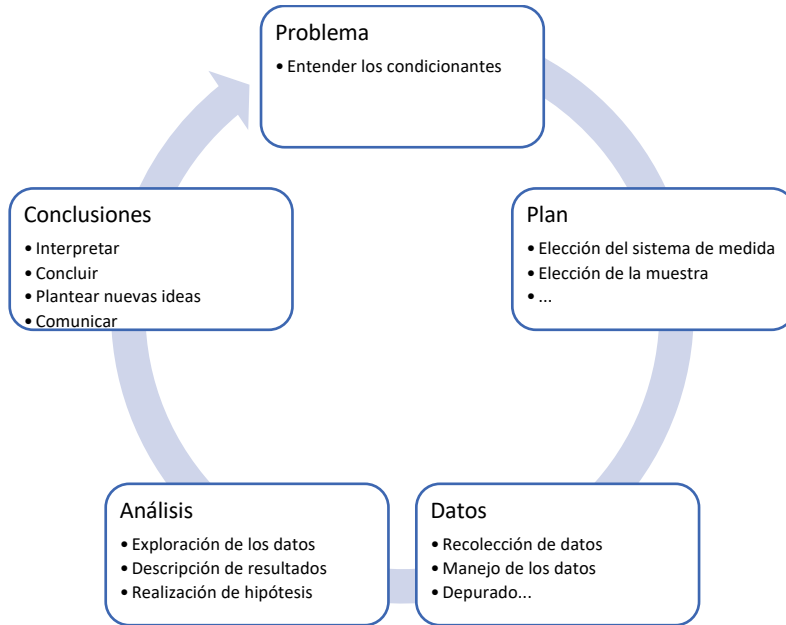 Problema
• Entender los condicionantes
Plan
• Elección del sistema de medida
• Elección de la muestra
• ...
Datos
• Recolección de datos
• Manejo de los datos
• Depurado...
Análisis
• Exploración de los datos
• Descripción de resultados
• Realización de hipótesis
Conclusiones
• Interpretar
• Concluir
• Plantear nuevas ideas
• Comunicar